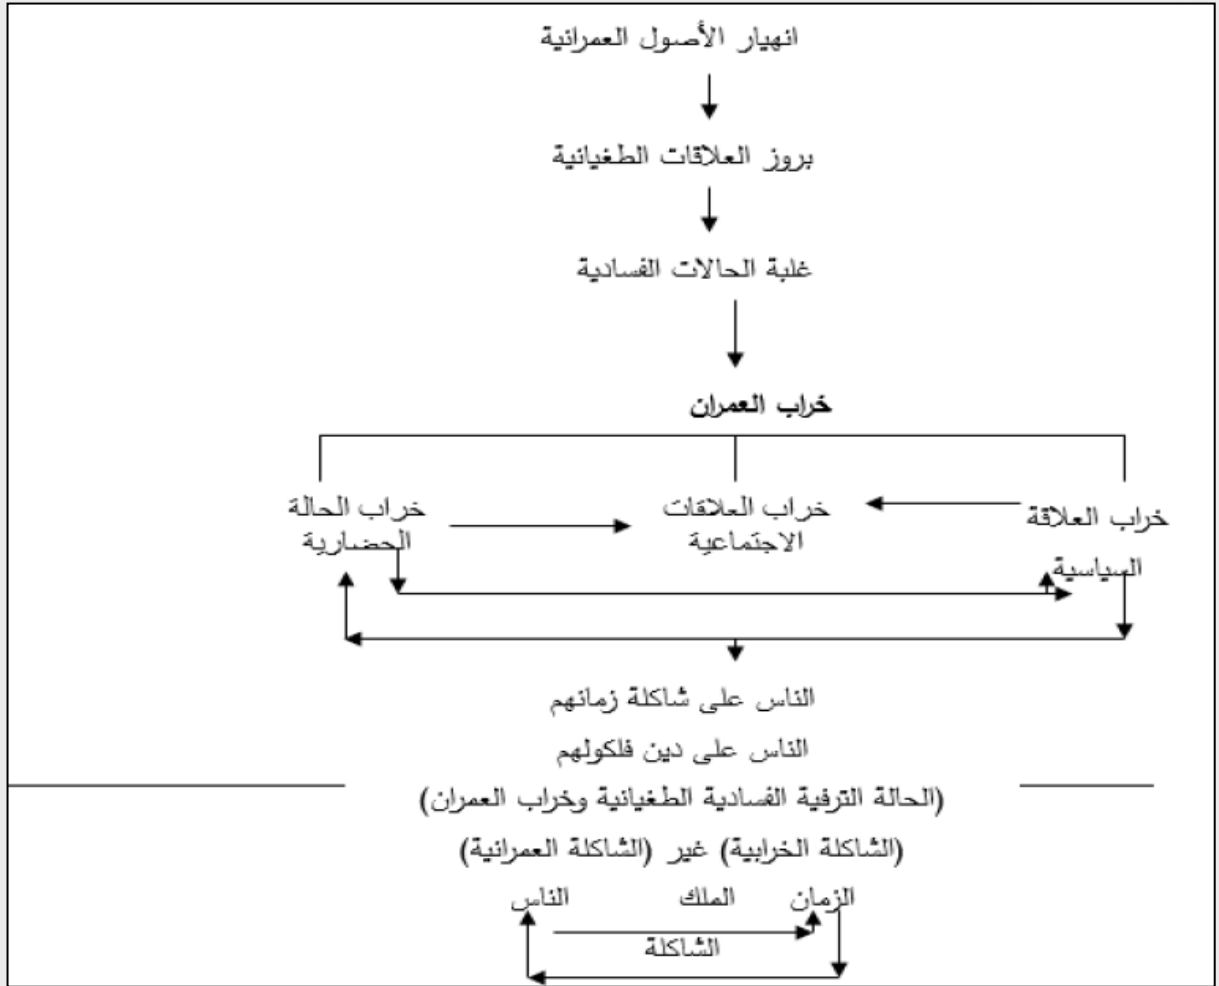 انهيار الأصول العمرانية
بروز العلاقات الطغيانية
غلبة الحالات الفسادية
خراب العمران
خراب العلاقة
السياسية
خراب العلاقات
الاجتماعية
خراب الحالة
الحضارية
الناس على شاكلة زمانهم
الناس على دين فلكولهم
(الحالة الترفية الفسادية الطغيانية وخراب العمران)
(الشاكلة الخرابية) غير (الشاكلة العمرانية)
الزمان الملك الناس
الشاكلة